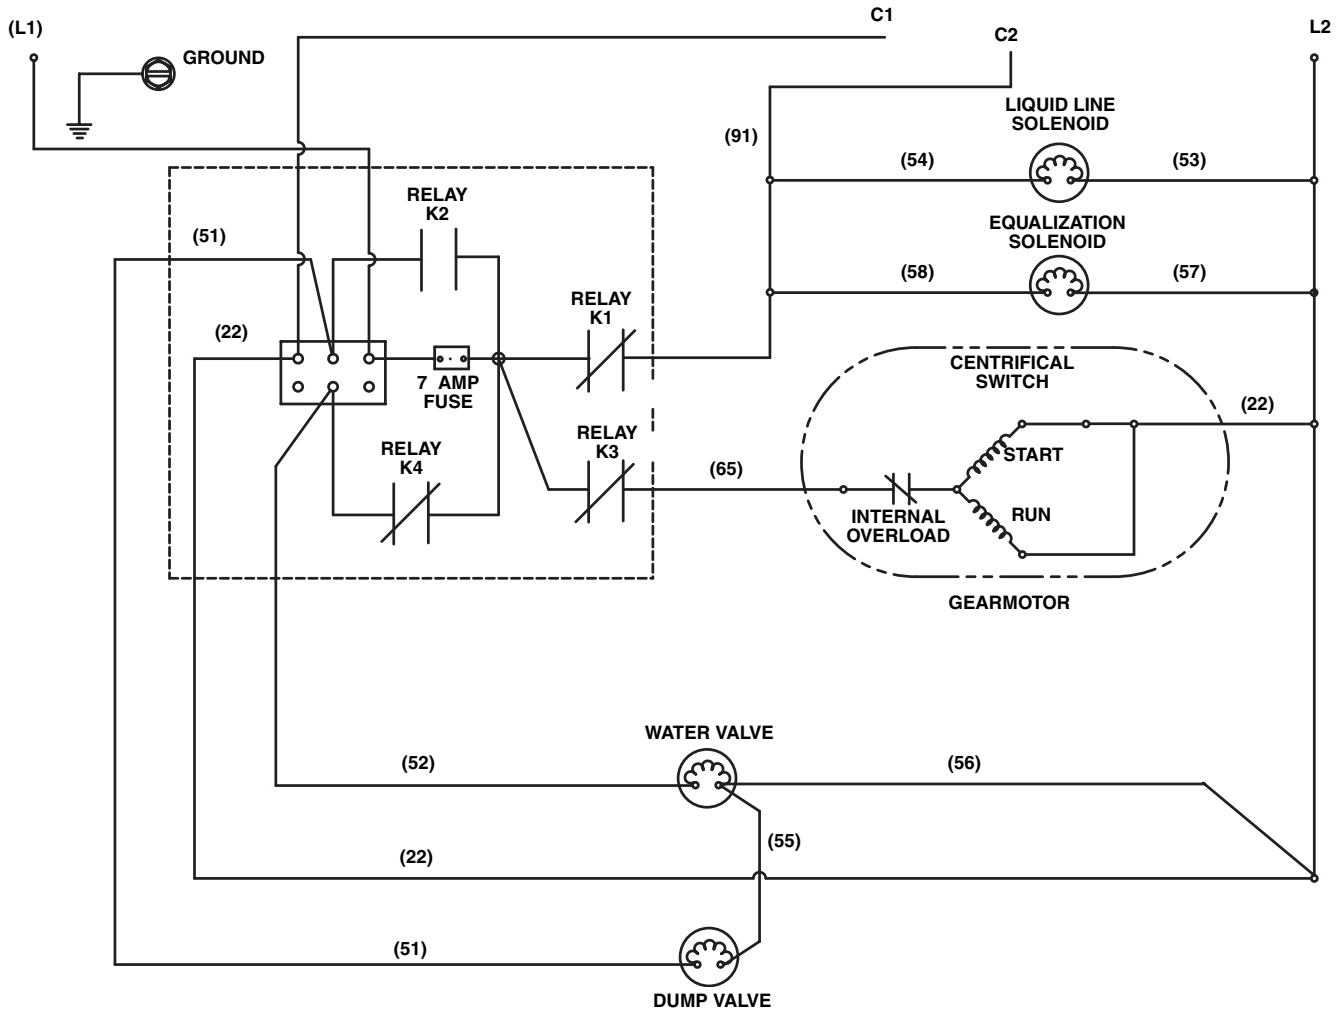 (L1)
C1
L2
C2
GROUND
LIQUID LINE
SOLENOID
(91)
(54)
(53)
RELAY
K2
EQUALIZATION
SOLENOID
(51)
(58)
(57)
RELAY
K1
(22)
7 AMP
FUSE
CENTRIFICAL
SWITCH
(22)
RELAY
K4
RELAY
K3
START
(65)
INTERNAL
OVERLOAD
RUN
GEARMOTOR
WATER VALVE
(52)
(56)
(55)
(22)
(51)
DUMP VALVE